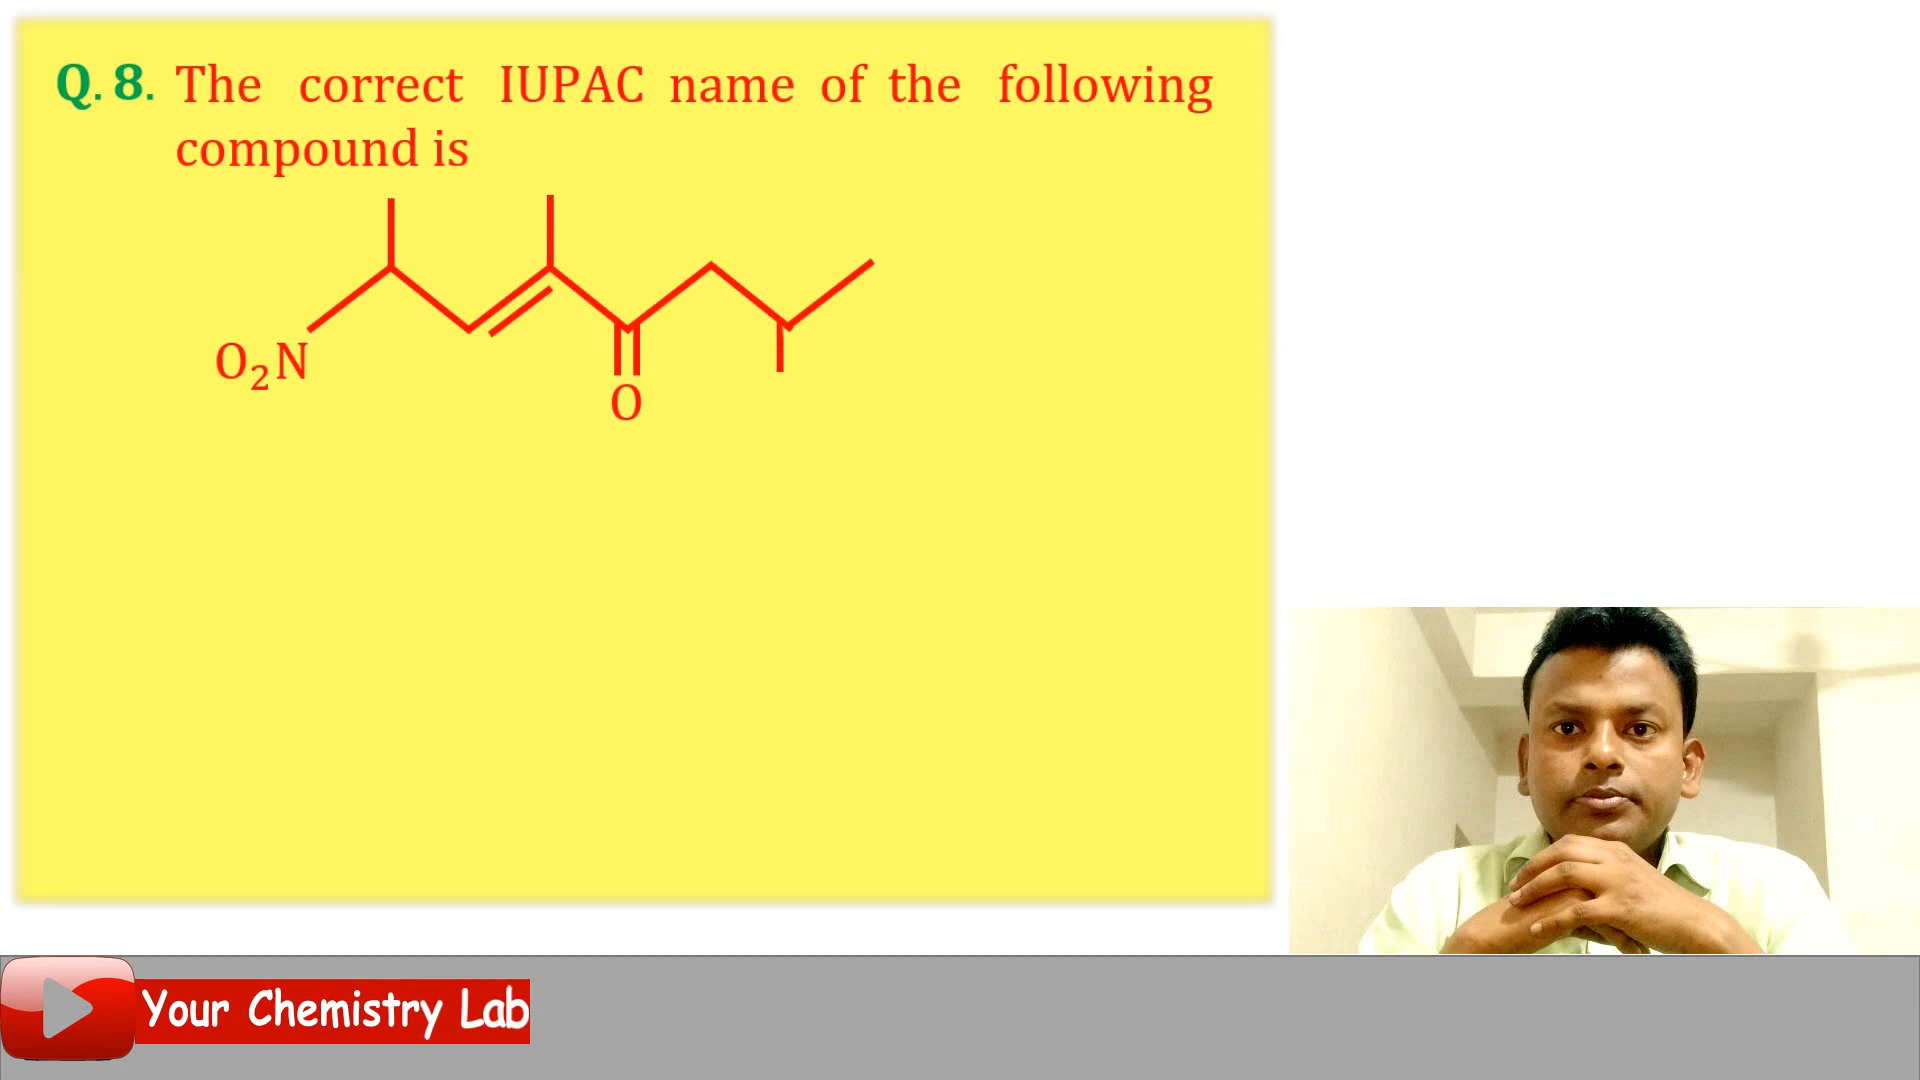 Q. 8. The correct IUPAC name of the following
compound is
O₂N
O
Your Chemistry Lab